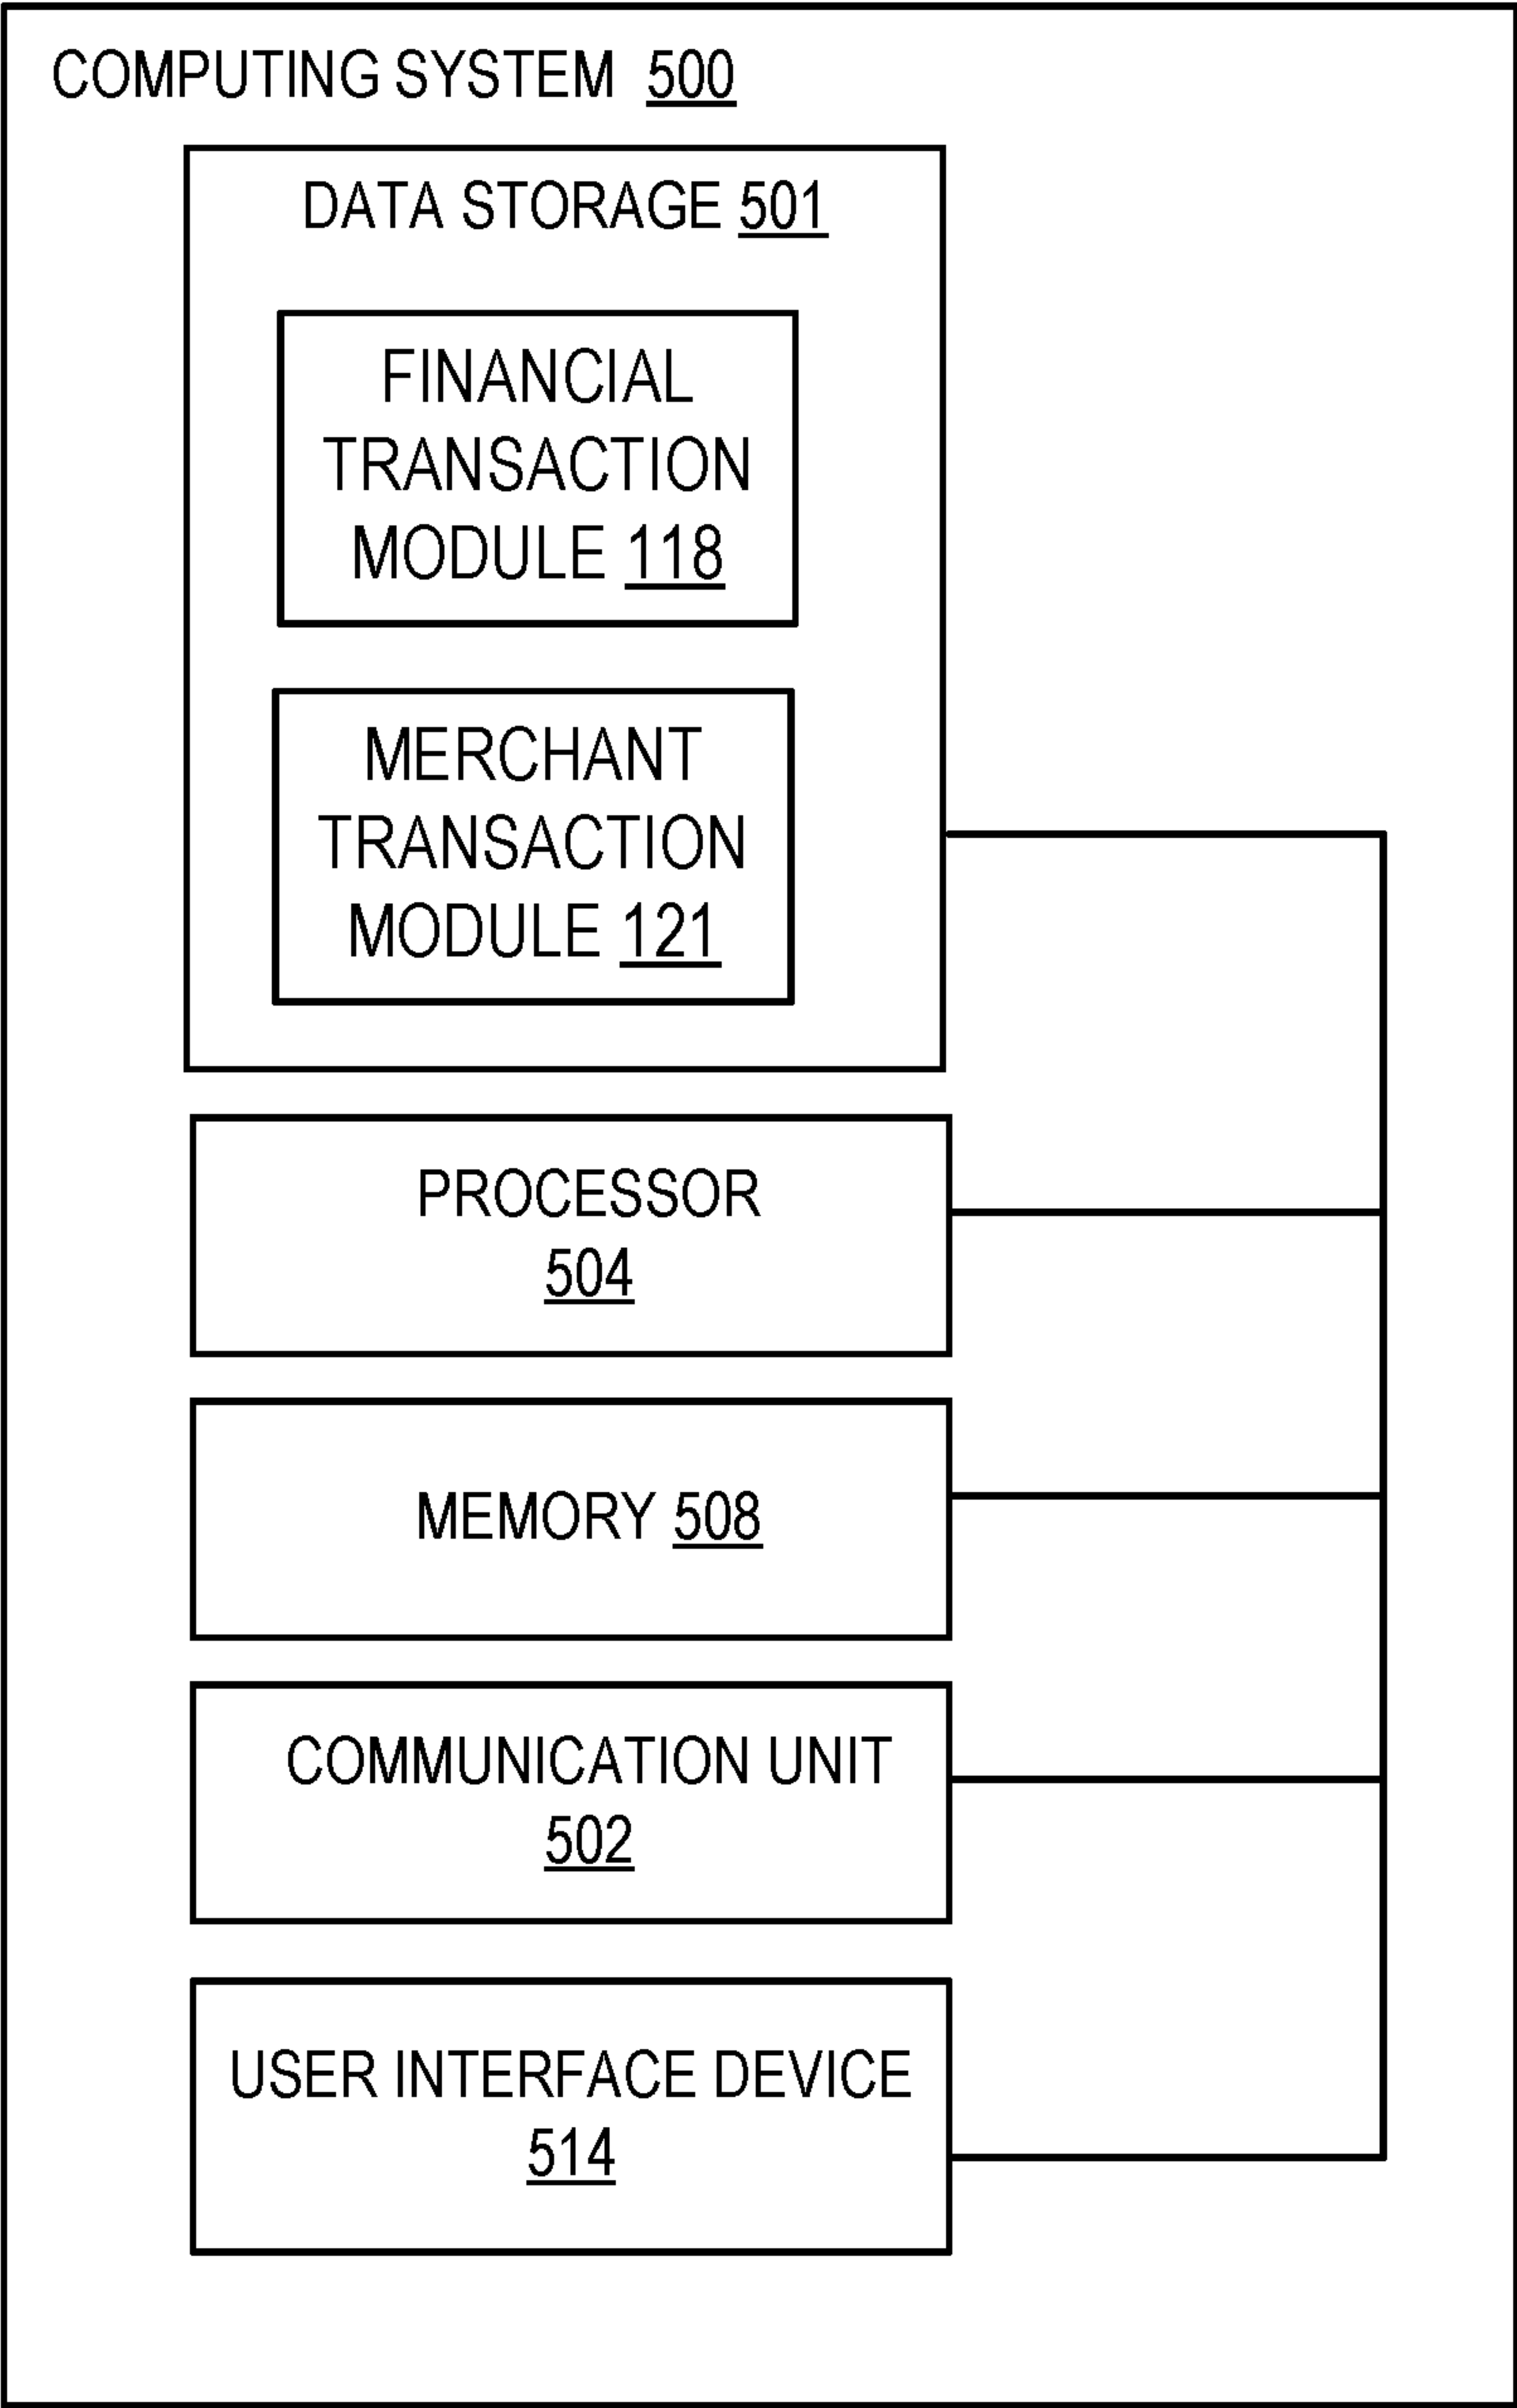 COMPUTING SYSTEM 500
DATA STORAGE 501
FINANCIAL
TRANSACTION
MODULE 118
MERCHANT
TRANSACTION
MODULE 121
PROCESSOR
504
MEMORY 508
COMMUNICATION UNIT
502
USER INTERFACE DEVICE
514